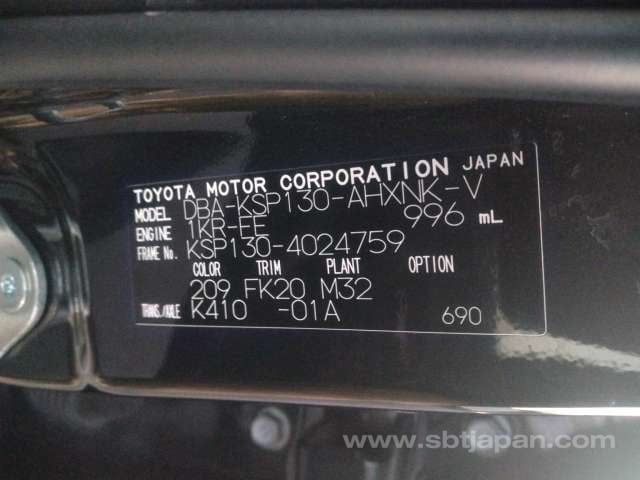 TOYOTA MOTOR CORPORATION JAPAN
MODEL DBA-KSP130-AHXNK-V
ENGINE 1KR-FE 996 mL
FRAME No. KSP130-4024759
COLOR TRIM PLANT OPTION
209 FK20 M32
TRANS./AXLE K410 -01A 690
www.sbtjapan.com